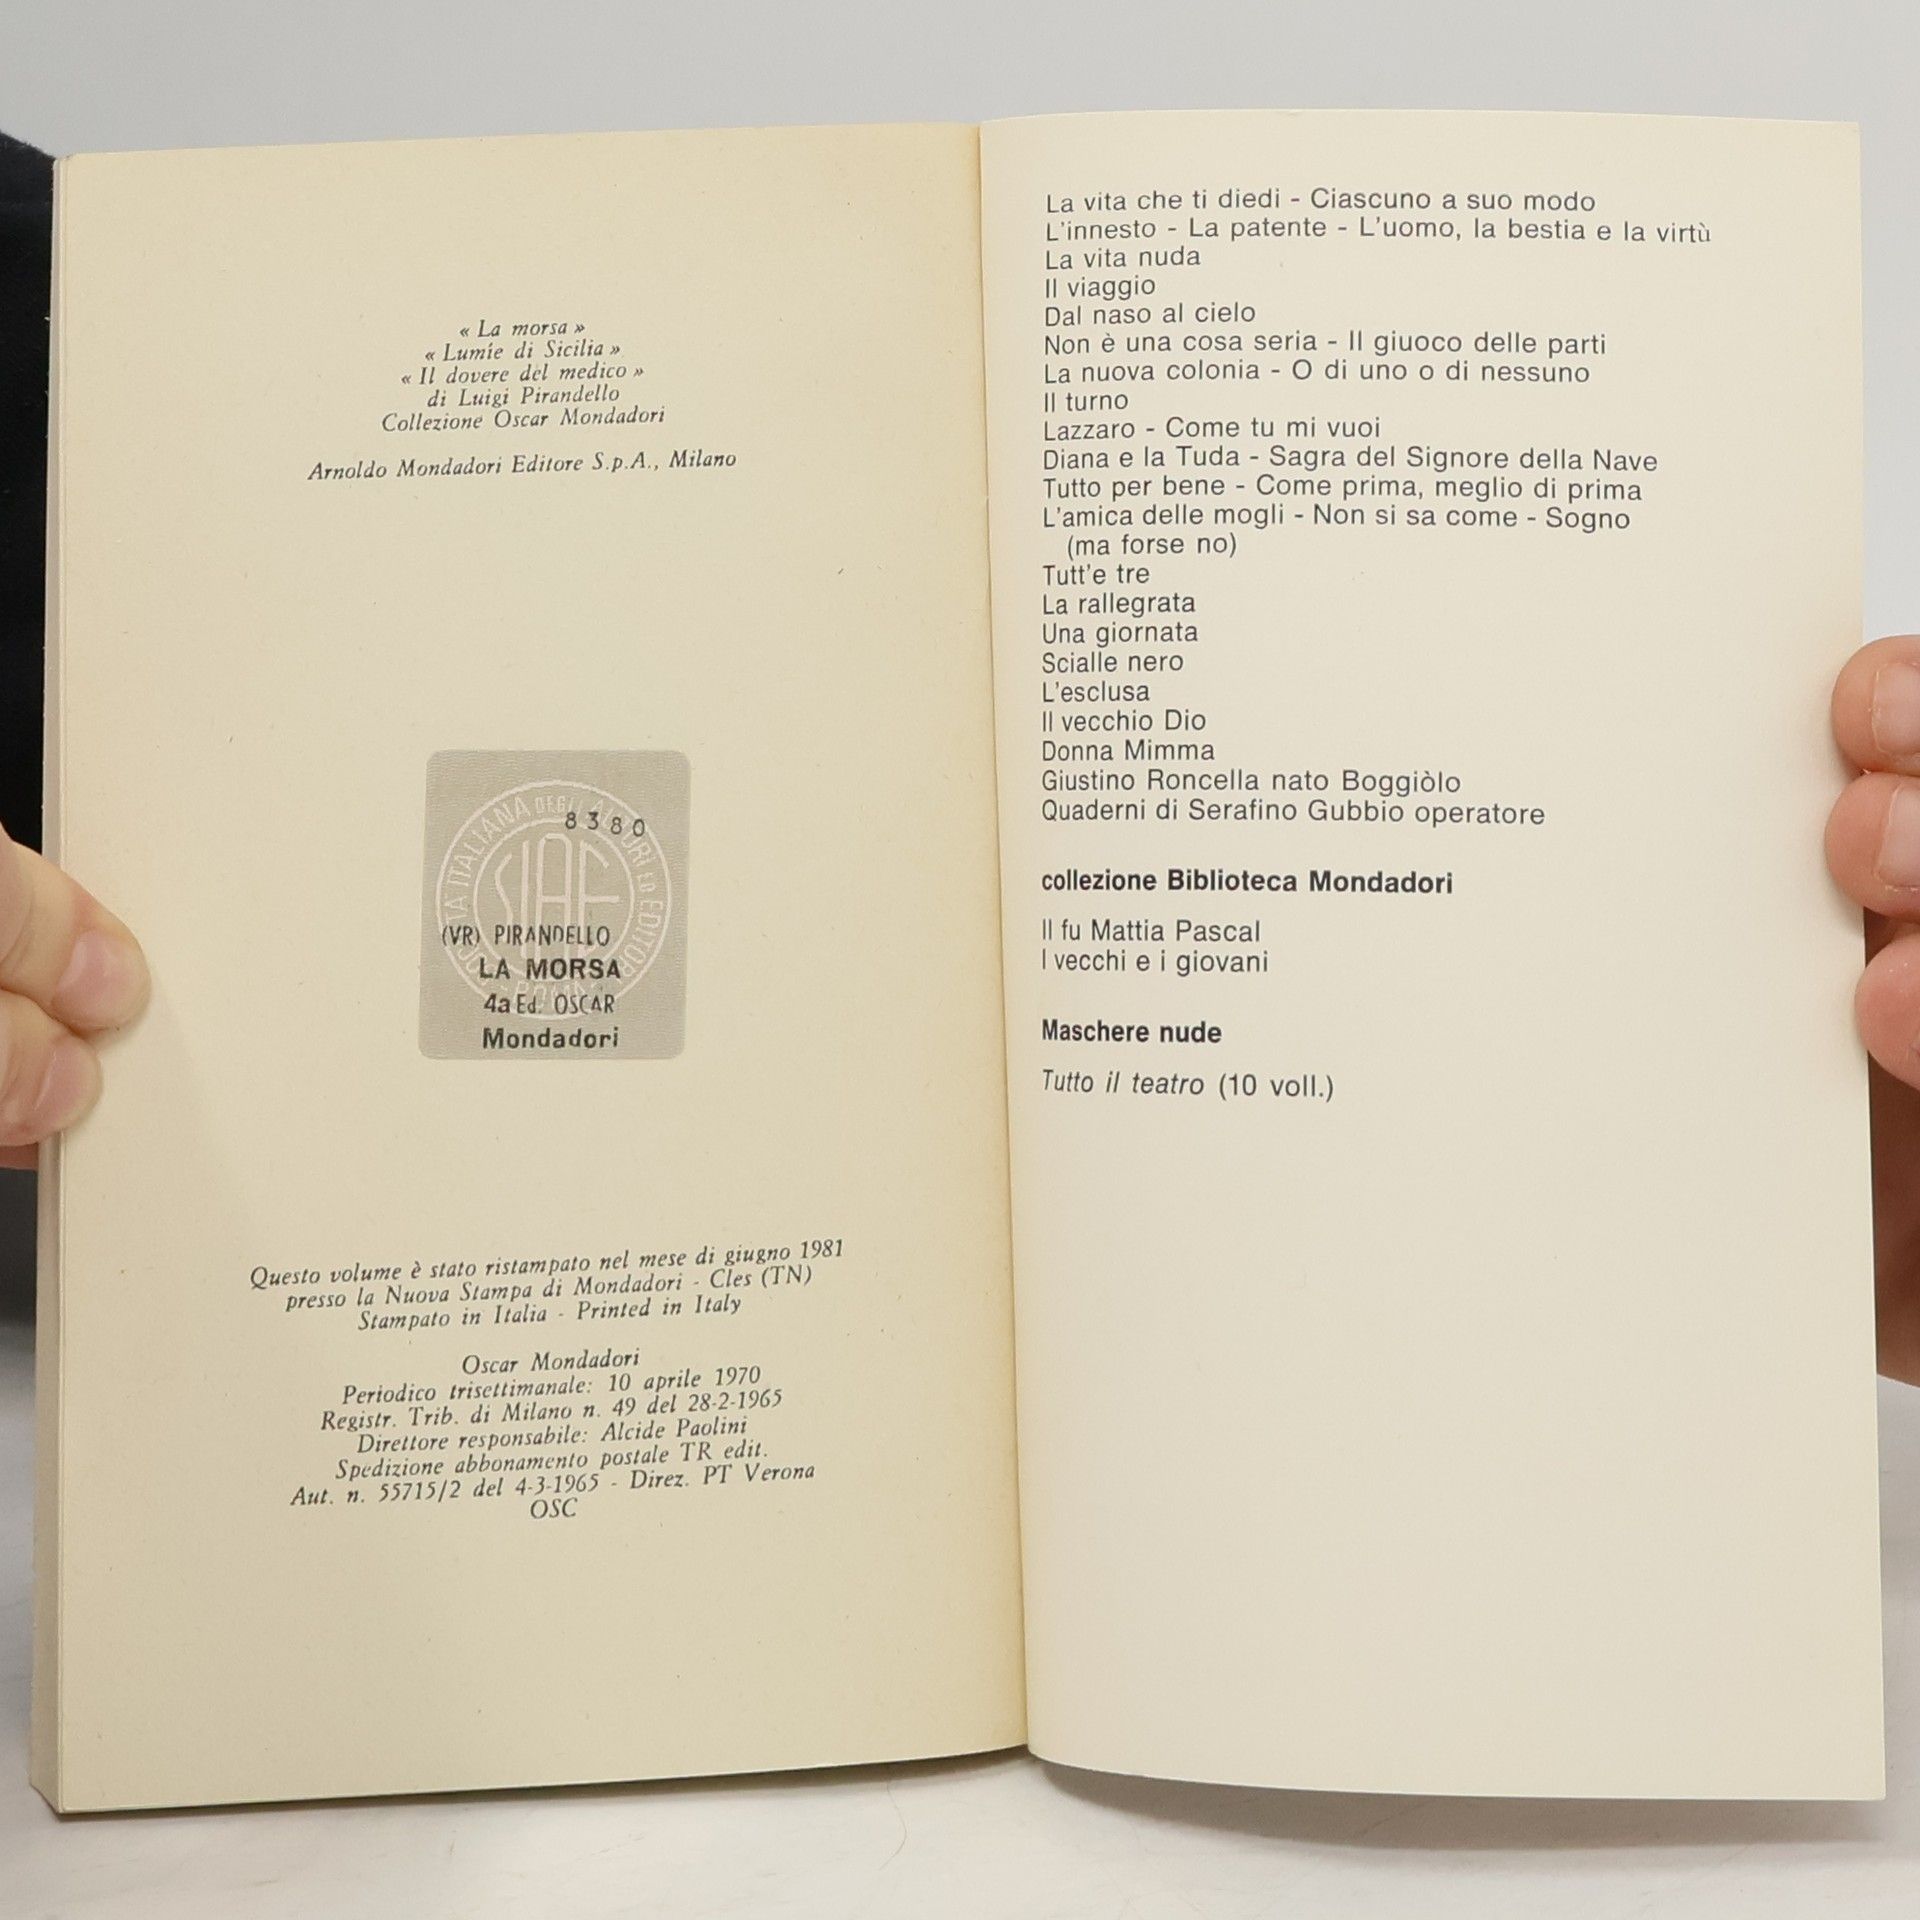 « La morsa »
« Lumíe di Sicilia »
« Il dovere del medico »
di Luigi Pirandello
Collezione Oscar Mondadori
Arnoldo Mondadori Editore S.p.A., Milano
SOCIETA' ITALIANA DEGLI AUTORI ED EDITORI
8380
SIAE
(VR) PIRANDELLO
LA MORSA
4a Ed. OSCAR
Mondadori
Questo volume è stato ristampato nel mese di giugno 1981
presso la Nuova Stampa di Mondadori - Cles (TN)
Stampato in Italia - Printed in Italy
Oscar Mondadori
Periodico trisettimanale: 10 aprile 1970
Registr. Trib. di Milano n. 49 del 28-2-1965
Direttore responsabile: Alcide Paolini
Spedizione abbonamento postale TR edit.
Aut. n. 55715/2 del 4-3-1965 - Direz. PT Verona
OSC
La vita che ti diedi - Ciascuno a suo modo
L'innesto - La patente - L'uomo, la bestia e la virtù
La vita nuda
Il viaggio
Dal naso al cielo
Non è una cosa seria - Il giuoco delle parti
La nuova colonia - O di uno o di nessuno
Il turno
Lazzaro - Come tu mi vuoi
Diana e la Tuda - Sagra del Signore della Nave
Tutto per bene - Come prima, meglio di prima
L'amica delle mogli - Non si sa come - Sogno
(ma forse no)
Tutt'e tre
La rallegrata
Una giornata
Scialle nero
L'esclusa
Il vecchio Dio
Donna Mimma
Giustino Roncella nato Boggiòlo
Quaderni di Serafino Gubbio operatore
collezione Biblioteca Mondadori
Il fu Mattia Pascal
I vecchi e i giovani
Maschere nude
Tutto il teatro (10 voll.)